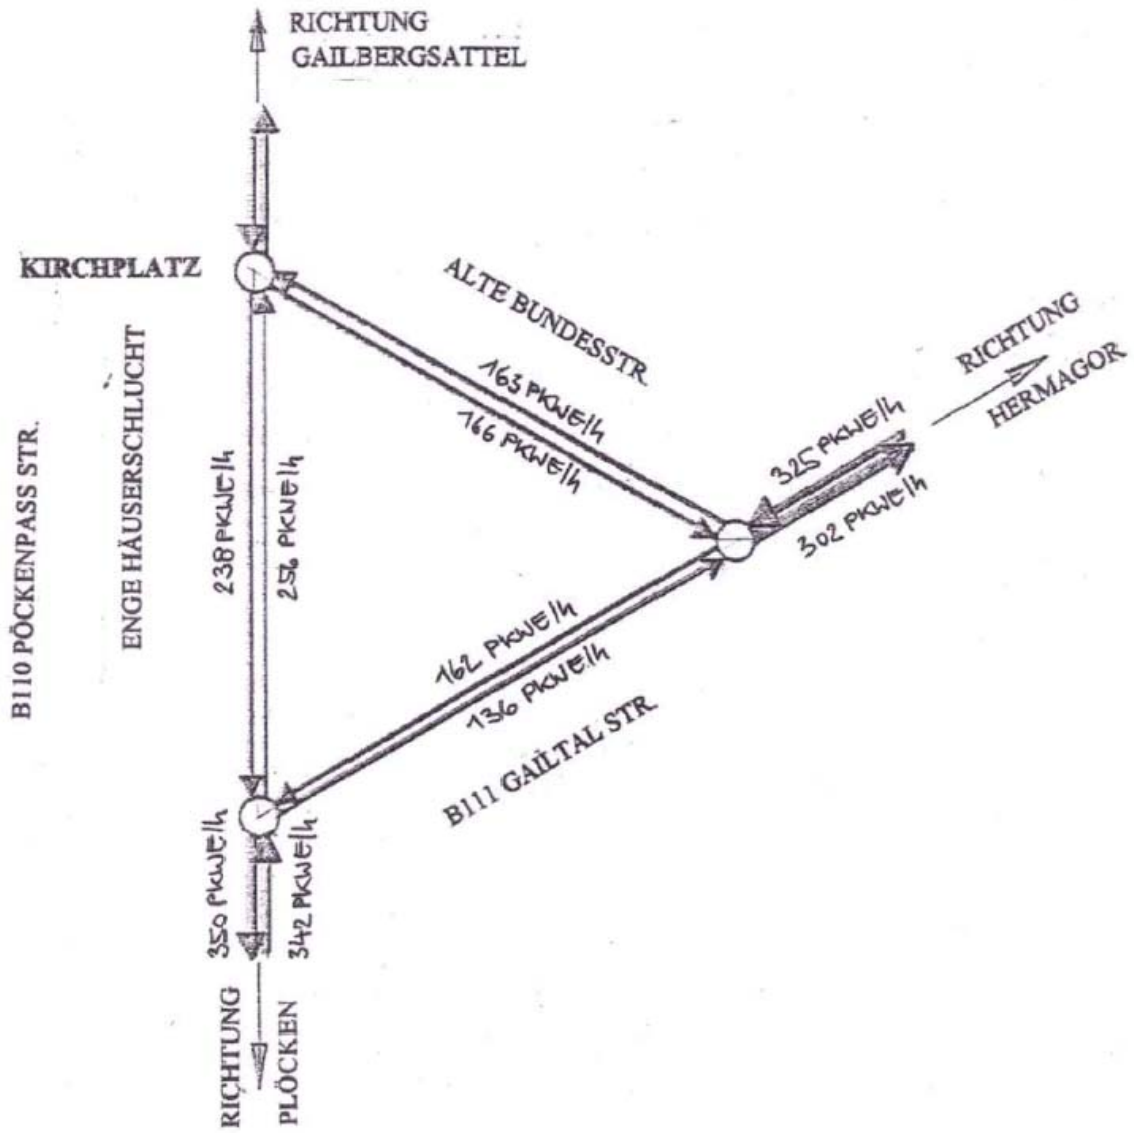 RICHTUNG
GAILBERGSATTEL
KIRCHPLATZ
ALTE BUNDESSTR.
RICHTUNG
HERMAGOR
163 PKWE/h
166 PKWE/h
325 PKWE/h
302 PKWE/h
B110 PÖCKENPASS STR.
ENGE HÄUSERSCHLUCHT
238 PKWE/h
256 PKWE/h
162 PKWE/h
136 PKWE/h
B111 GAILTAL STR.
350 PKWE/h
342 PKWE/h
RICHTUNG
PLÖCKEN